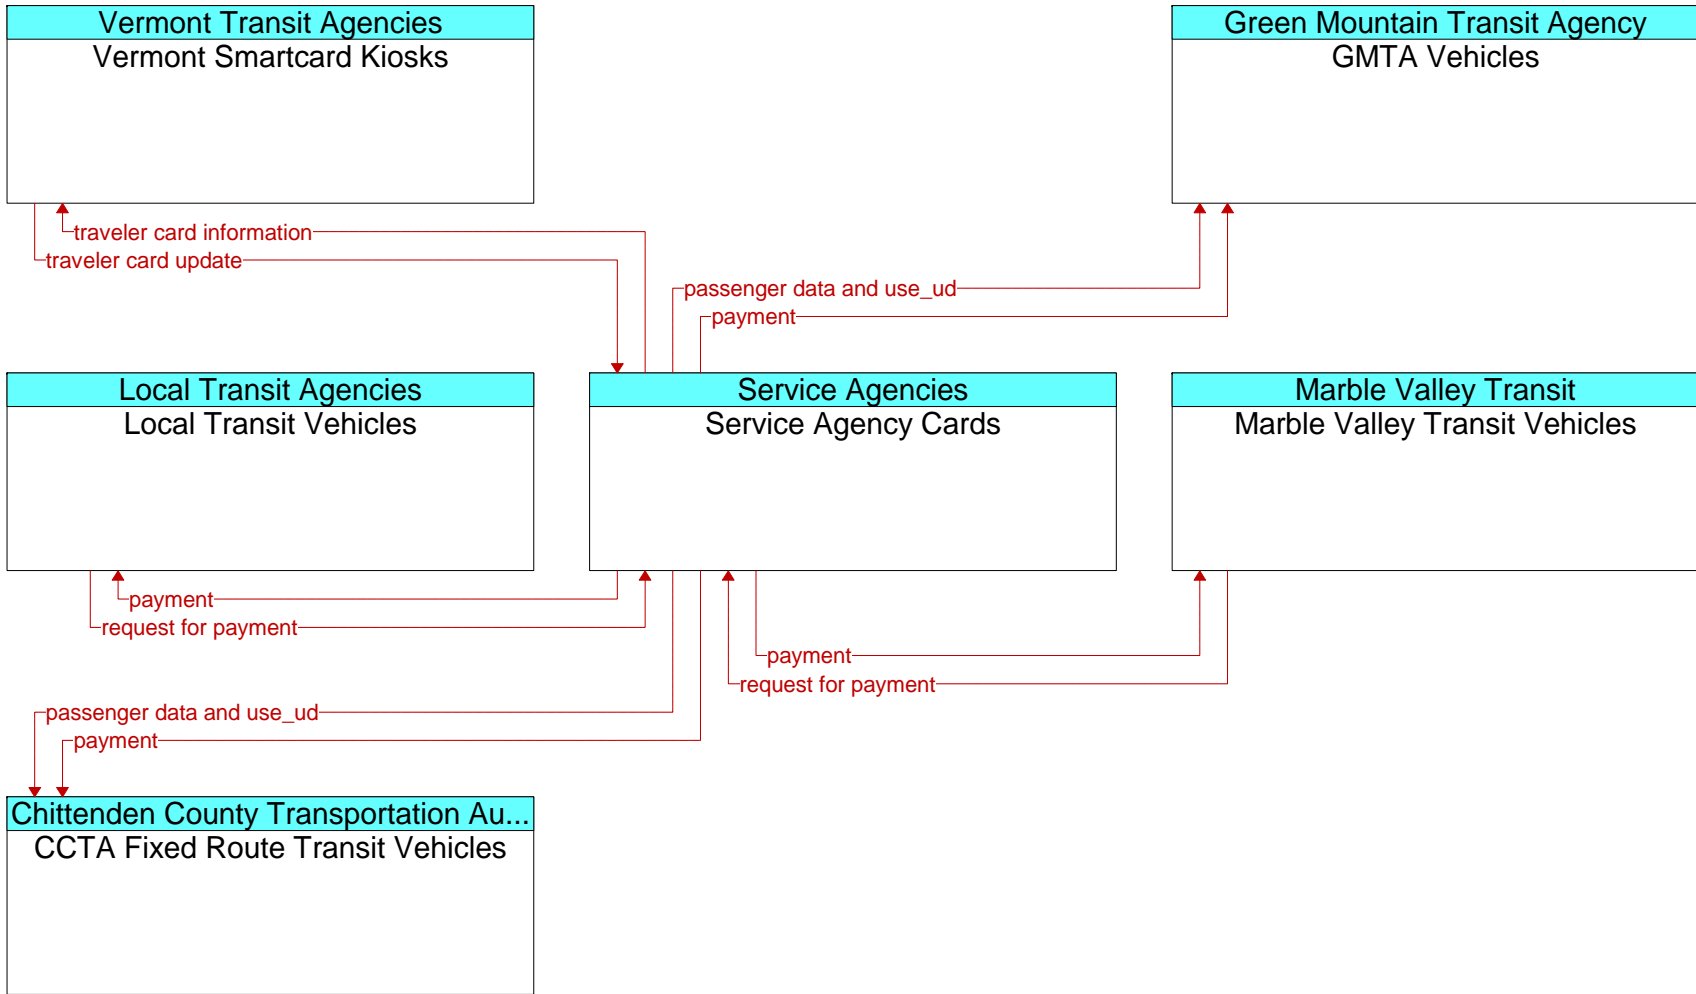 Vermont Transit Agencies
Vermont Smartcard Kiosks
Green Mountain Transit Agency
GMTA Vehicles
traveler card information
traveler card update
passenger data and use_ud
payment
Local Transit Agencies
Local Transit Vehicles
Service Agencies
Service Agency Cards
Marble Valley Transit
Marble Valley Transit Vehicles
payment
request for payment
payment
request for payment
passenger data and use_ud
payment
Chittenden County Transportation Au...
CCTA Fixed Route Transit Vehicles